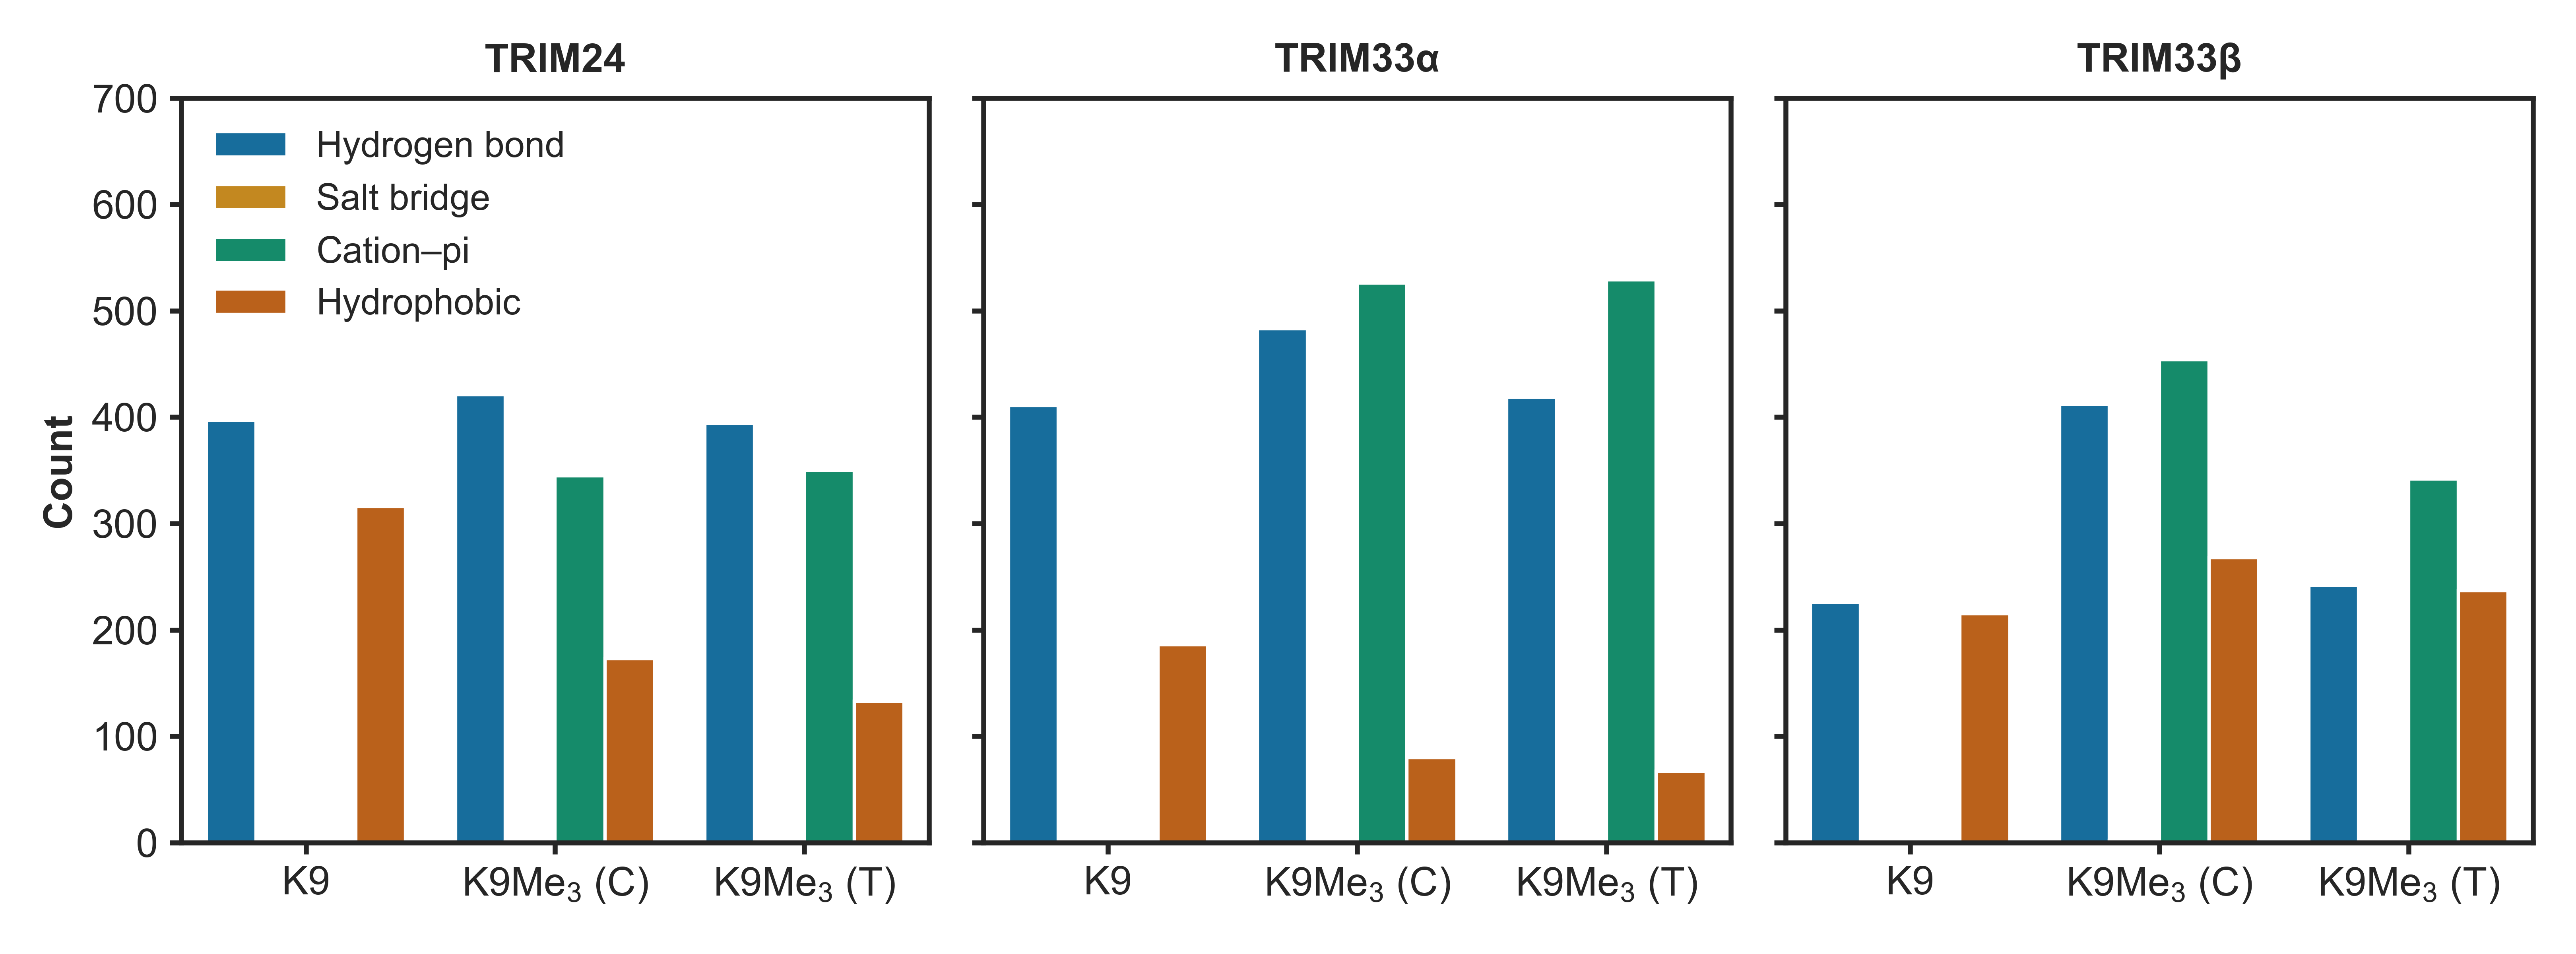 TRIM24
TRIM33α
TRIM33β
Count
700
600
500
400
300
200
100
0
Hydrogen bond
Salt bridge
Cation–pi
Hydrophobic
K9
K9Me₃ (C)
K9Me₃ (T)
K9
K9Me₃ (C)
K9Me₃ (T)
K9
K9Me₃ (C)
K9Me₃ (T)